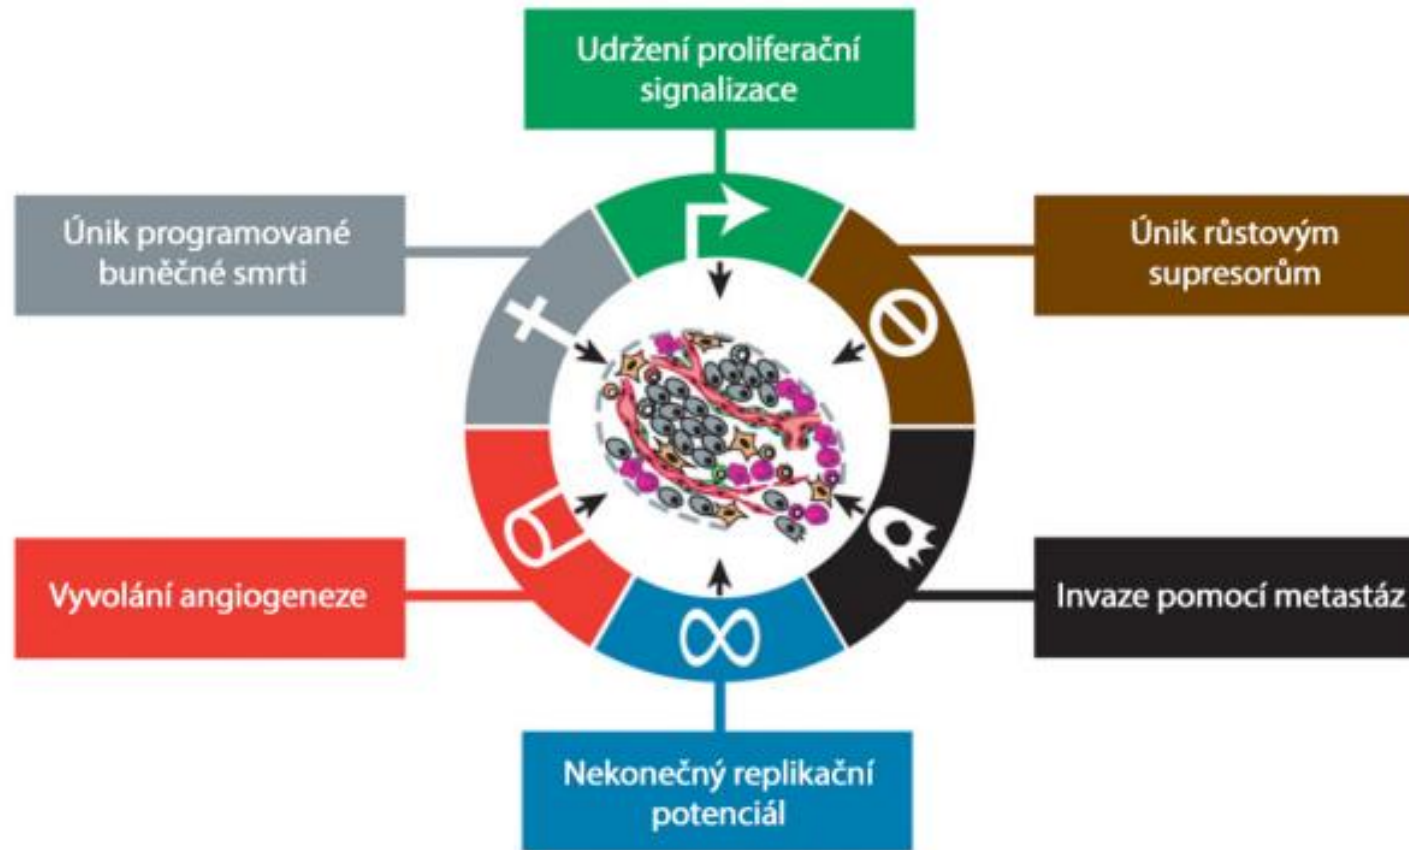 Udržení proliferační
signalizace
Únik programované
buněčné smrti
Únik růstovým
supresorům
Vyvolání angiogeneze
Invaze pomocí metastáz
Nekonečný replikační
potenciál